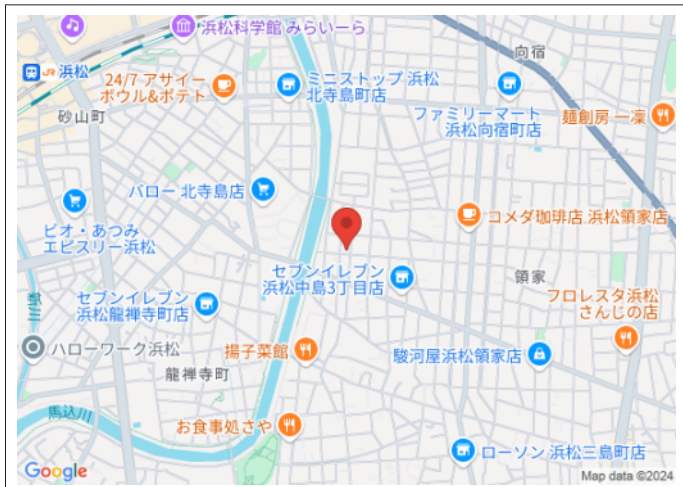 浜松科学館 みらいーら
向宿
JR 浜松
24/7 アサイー
ボウル&ポテト
ミニストップ 浜松
北寺島町店
砂山町
ファミリーマート
浜松向宿町店
麺創房 一凜
バロー 北寺島店
コメダ珈琲店 浜松領家店
ビオ・あつみ
エピスリー浜松
セブンイレブン
浜松中島3丁目店
領家
セブンイレブン
浜松龍禅寺町店
フロレスタ浜松
さんじの店
ハローワーク浜松
揚子菜館
駿河屋浜松領家店
龍禅寺町
馬込川
お食事処さや
ローソン 浜松三島町店
Google
Map data ©2024